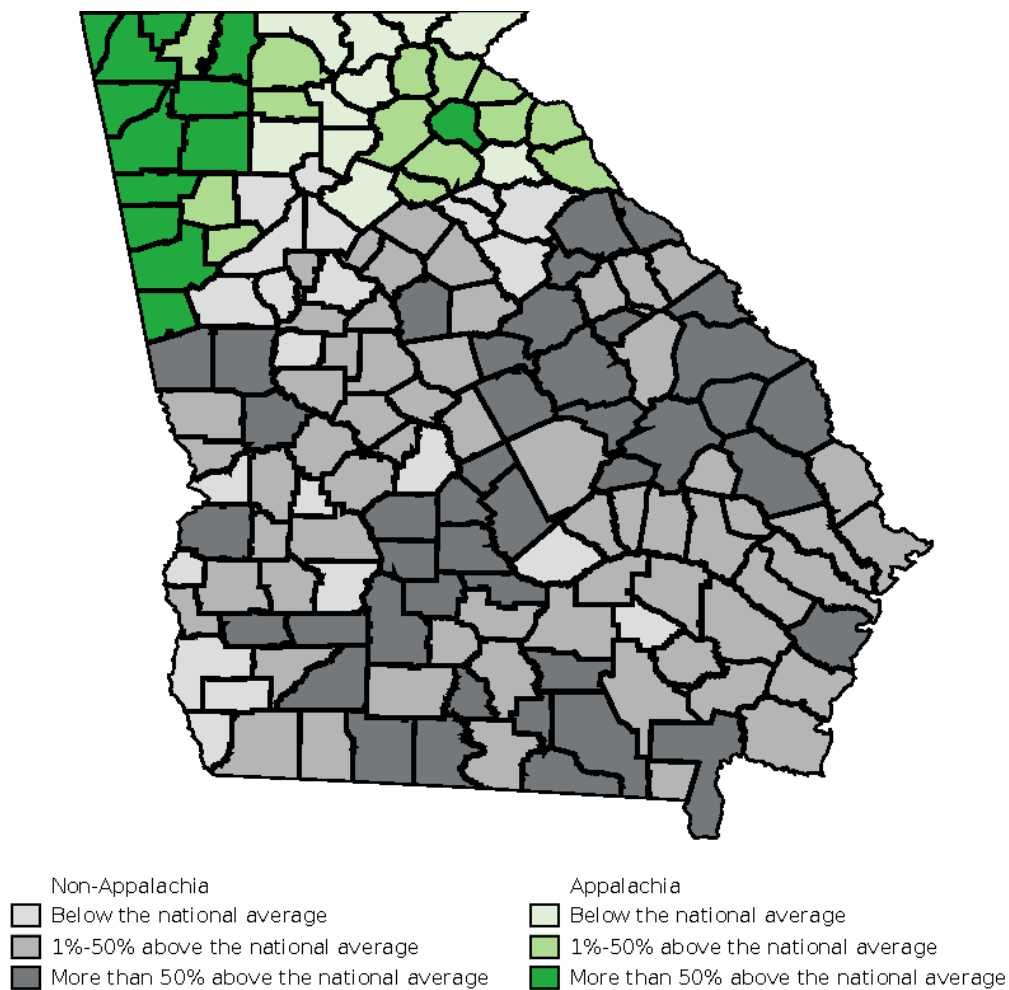 Non-Appalachia
Below the national average
1%-50% above the national average
More than 50% above the national average
Appalachia
Below the national average
1%-50% above the national average
More than 50% above the national average